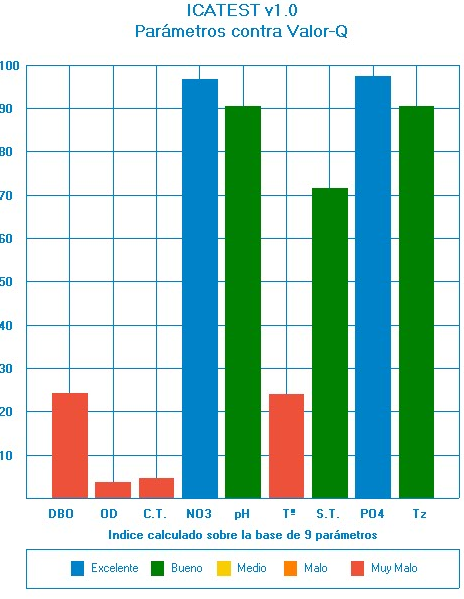 ICATEST v1.0
Parámetros contra Valor-Q
100
90
80
70
60
50
40
30
20
10
DBO OD C.T. NO3 pH Tª S.T. PO4 Tz
Indice calculado sobre la base de 9 parámetros
Excelente Bueno Medio Malo Muy Malo